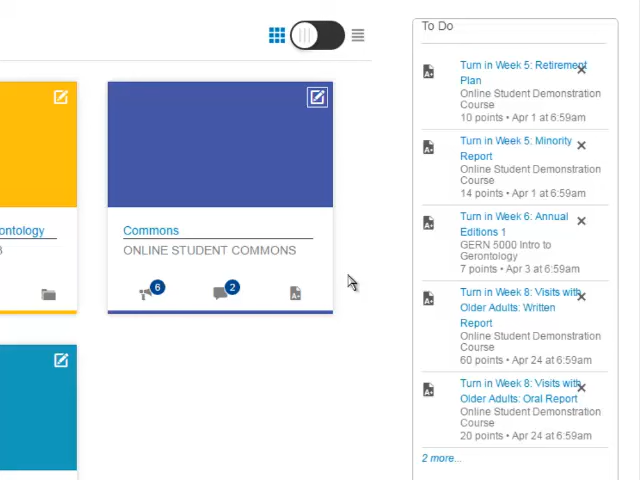 To Do
Turn in Week 5: Retirement
Plan
Online Student Demonstration
Course
10 points • Apr 1 at 6:59am
Turn in Week 5: Minority
Report
Online Student Demonstration
Course
14 points • Apr 1 at 6:59am
Turn in Week 6: Annual
Editions 1
GERN 5000 Intro to
Gerontology
7 points • Apr 3 at 6:59am
Turn in Week 8: Visits with
Older Adults: Written
Report
Online Student Demonstration
Course
60 points • Apr 24 at 6:59am
Turn in Week 8: Visits with
Older Adults: Oral Report
Online Student Demonstration
Course
20 points • Apr 24 at 6:59am
2 more...
ontology
Commons
ONLINE STUDENT COMMONS
6
2